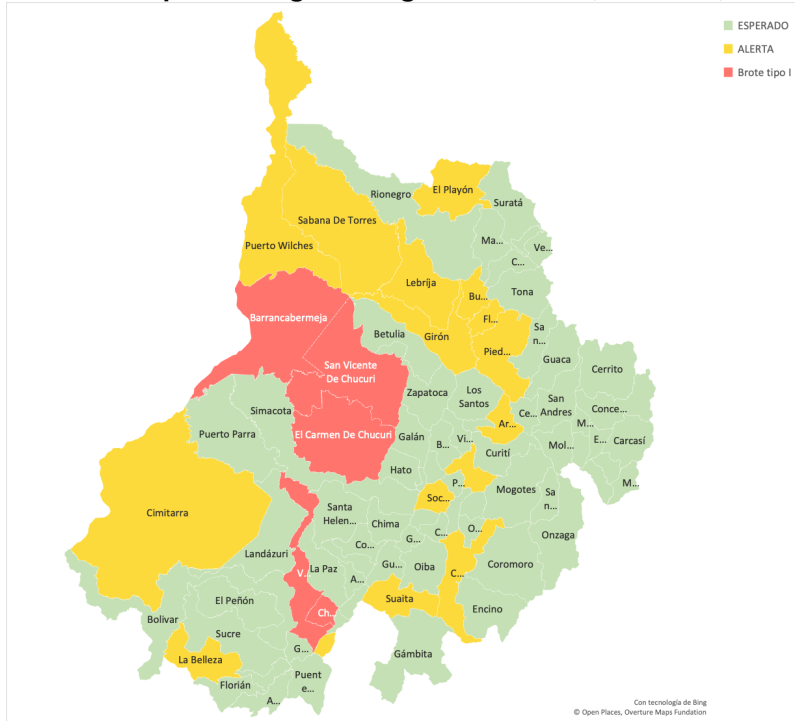 ESPERADO
ALERTA
Brote tipo I
El Playón
Rionegro
Suratá
Sabana De Torres
Ma...
Ve...
Puerto Wilches
C...
Lebríja
Tona
Bu...
Barrancabermeja
Fl...
Betulia
Girón
Sa
n...
Pied...
Guaca
Cerrito
San Vicente
De Chucuri
Zapatoca
Los
Santos
San
Andres
Simacota
Conce...
Ce...
Ar...
M...
Puerto Parra
El Carmen De Chucuri
Galán
B...
Vi...
Mol...
E...
Carcasí
Curití
Hato
P...
Mogotes
Sa
n...
M...
Soc...
Cimitarra
Santa
Helen...
Chima
O...
C...
G...
Onzaga
Co...
Landázuri
La Paz
Gu...
Oiba
Coromoro
V...
A...
C...
El Peñón
Suaita
Encino
Ch...
Bolivar
Sucre
G...
Gámbita
La Belleza
Puent
e...
Florián
A...
Con tecnología de Bing
© Open Places, Overture Maps Foundation